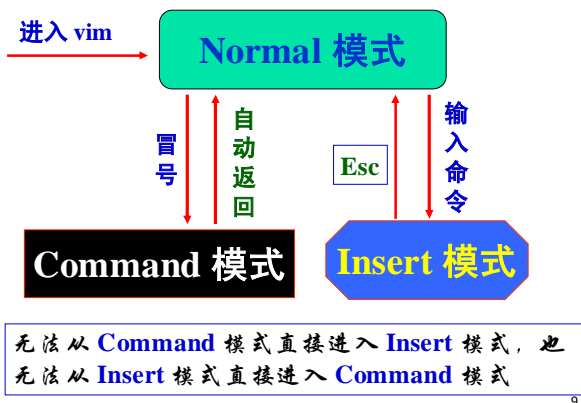 进入 vim
Normal 模式
冒号
自动返回
Esc
输入命令
Command 模式
Insert 模式
无法从 Command 模式直接进入 Insert 模式，也
无法从 Insert 模式直接进入 Command 模式
9